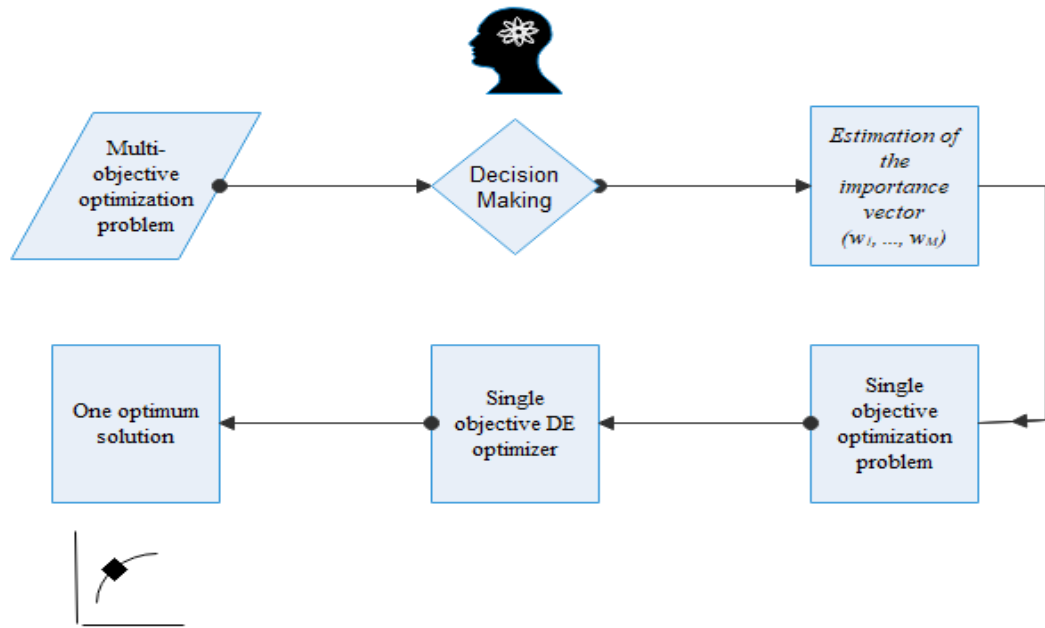 Multi-
objective
optimization
problem
Decision
Making
Estimation of
the
importance
vector
(w1, ..., wM)
One optimum
solution
Single
objective DE
optimizer
Single
objective
optimization
problem